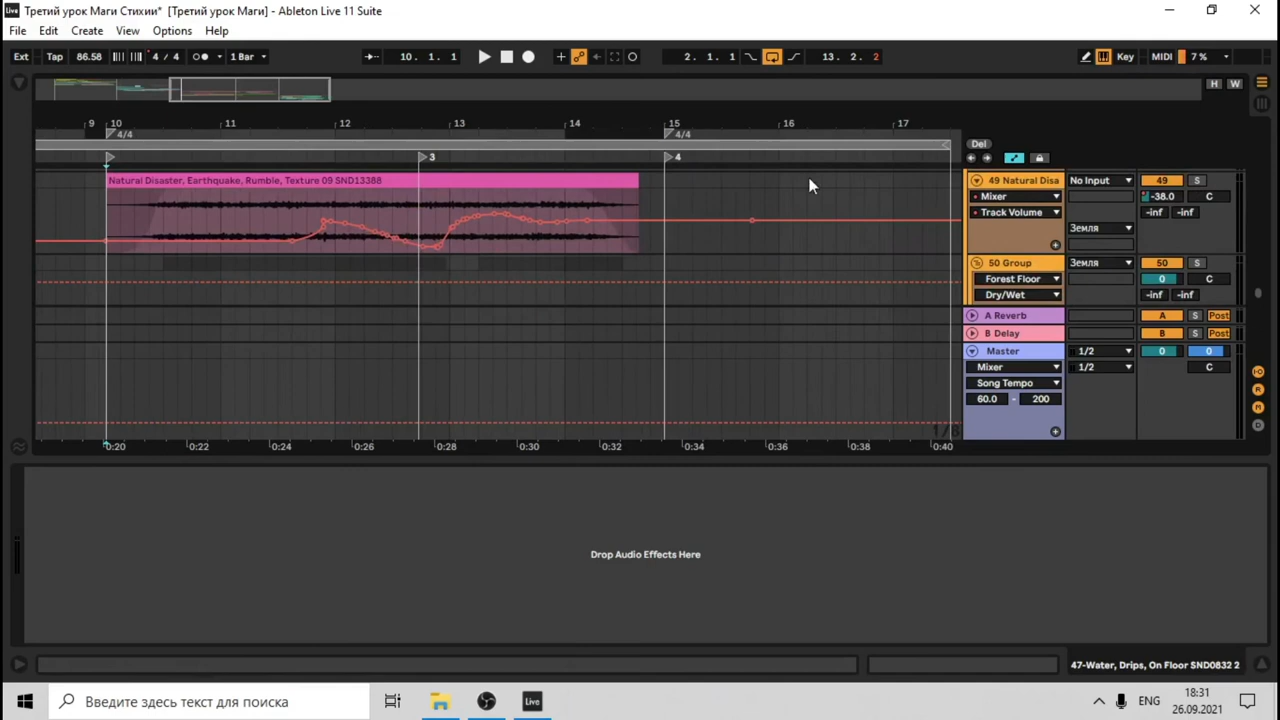 Третий урок Маги Стихии* [Третий урок Маги] - Ableton Live 11 Suite
File Edit Create View Options Help
Ext Tap 86.58 4 / 4 1 Bar 10. 1. 1 2. 1. 1 13. 2. 2 Key MIDI 7 %
H W
9 10 11 12 13 14 15 16 17
4/4 4/4 Del
3 4
Natural Disaster, Earthquake, Rumble, Texture 09 SND13388
49 Natural Disa No Input 49 S
Mixer -38.0 C
Track Volume -inf -inf
Земля
50 Group Земля 50 S
Forest Floor 0 C
Dry/Wet -inf -inf
A Reverb A S Post
B Delay B S Post
Master 1/2 0 0
Mixer 1/2 C
Song Tempo
60.0 - 200
1/8
0:20 0:22 0:24 0:26 0:28 0:30 0:32 0:34 0:36 0:38 0:40
Drop Audio Effects Here
47-Water, Drips, On Floor SND0832 2
Live
Введите здесь текст для поиска
Live
ENG
18:31
26.09.2021